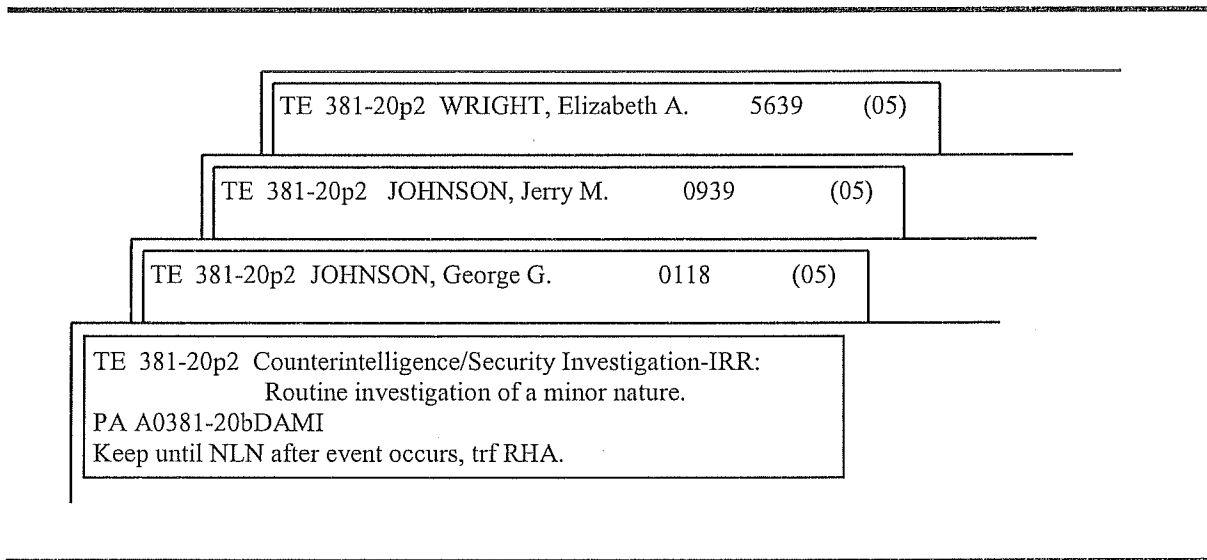 TE 381-20p2 WRIGHT, Elizabeth A. 5639 (05)
TE 381-20p2 JOHNSON, Jerry M. 0939 (05)
TE 381-20p2 JOHNSON, George G. 0118 (05)
TE 381-20p2 Counterintelligence/Security Investigation-IRR:
Routine investigation of a minor nature.
PA A0381-20bDAMI
Keep until NLN after event occurs, trf RHA.